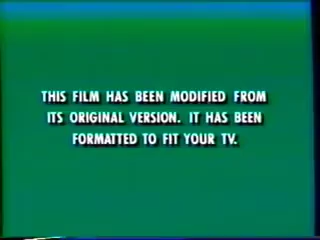 THIS FILM HAS BEEN MODIFIED FROM
ITS ORIGINAL VERSION. IT HAS BEEN
FORMATTED TO FIT YOUR TV.